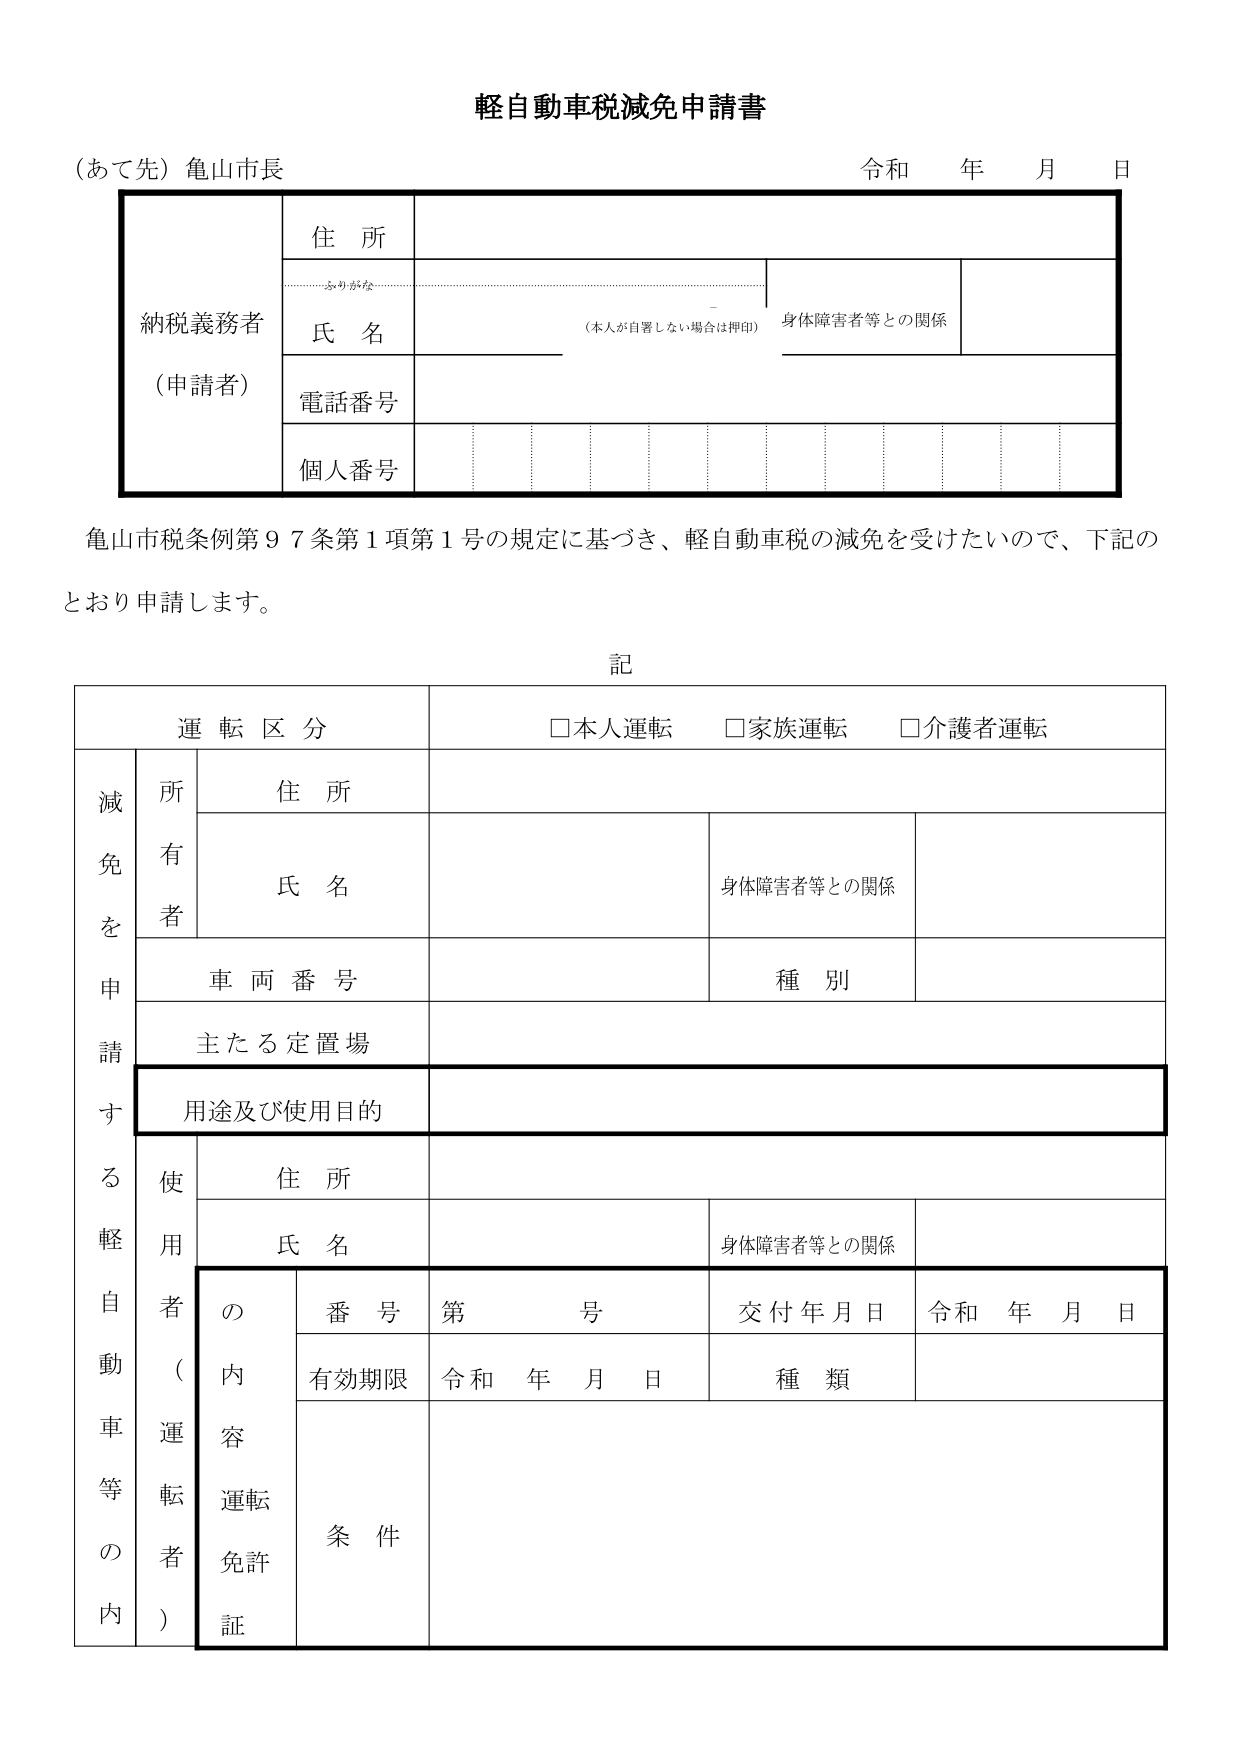 軽自動車税減免申請書
（あて先）亀山市長　　令和　　年　　月　　日
納税義務者
（申請者）
住　所
ふりがな
氏　名
（本人が自署しない場合は押印）
身体障害者等との関係
電話番号
個人番号
亀山市税条例第９７条第１項第１号の規定に基づき、軽自動車税の減免を受けたいので、下記の
とおり申請します。
記
運 転 区 分
□本人運転　　□家族運転　　□介護者運転
減免を申請する軽自動車等の内
所有者
住　所
氏　名
身体障害者等との関係
車 両 番 号
種　別
主たる定置場
用途及び使用目的
使用者（運転者）
住　所
氏　名
身体障害者等との関係
の
内
容
運転
免許
証
番　号
第　　　　号
交付年月日
令和　年　月　日
有効期限
令和　年　月　日
種　類
条　件